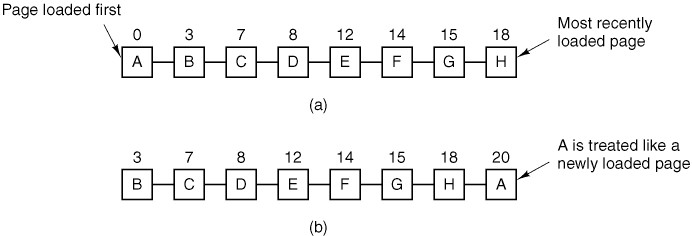 Page loaded first
0 3 7 8 12 14 15 18
Most recently
loaded page
A B C D E F G H
(a)
3 7 8 12 14 15 18 20
A is treated like a
newly loaded page
B C D E F G H A
(b)